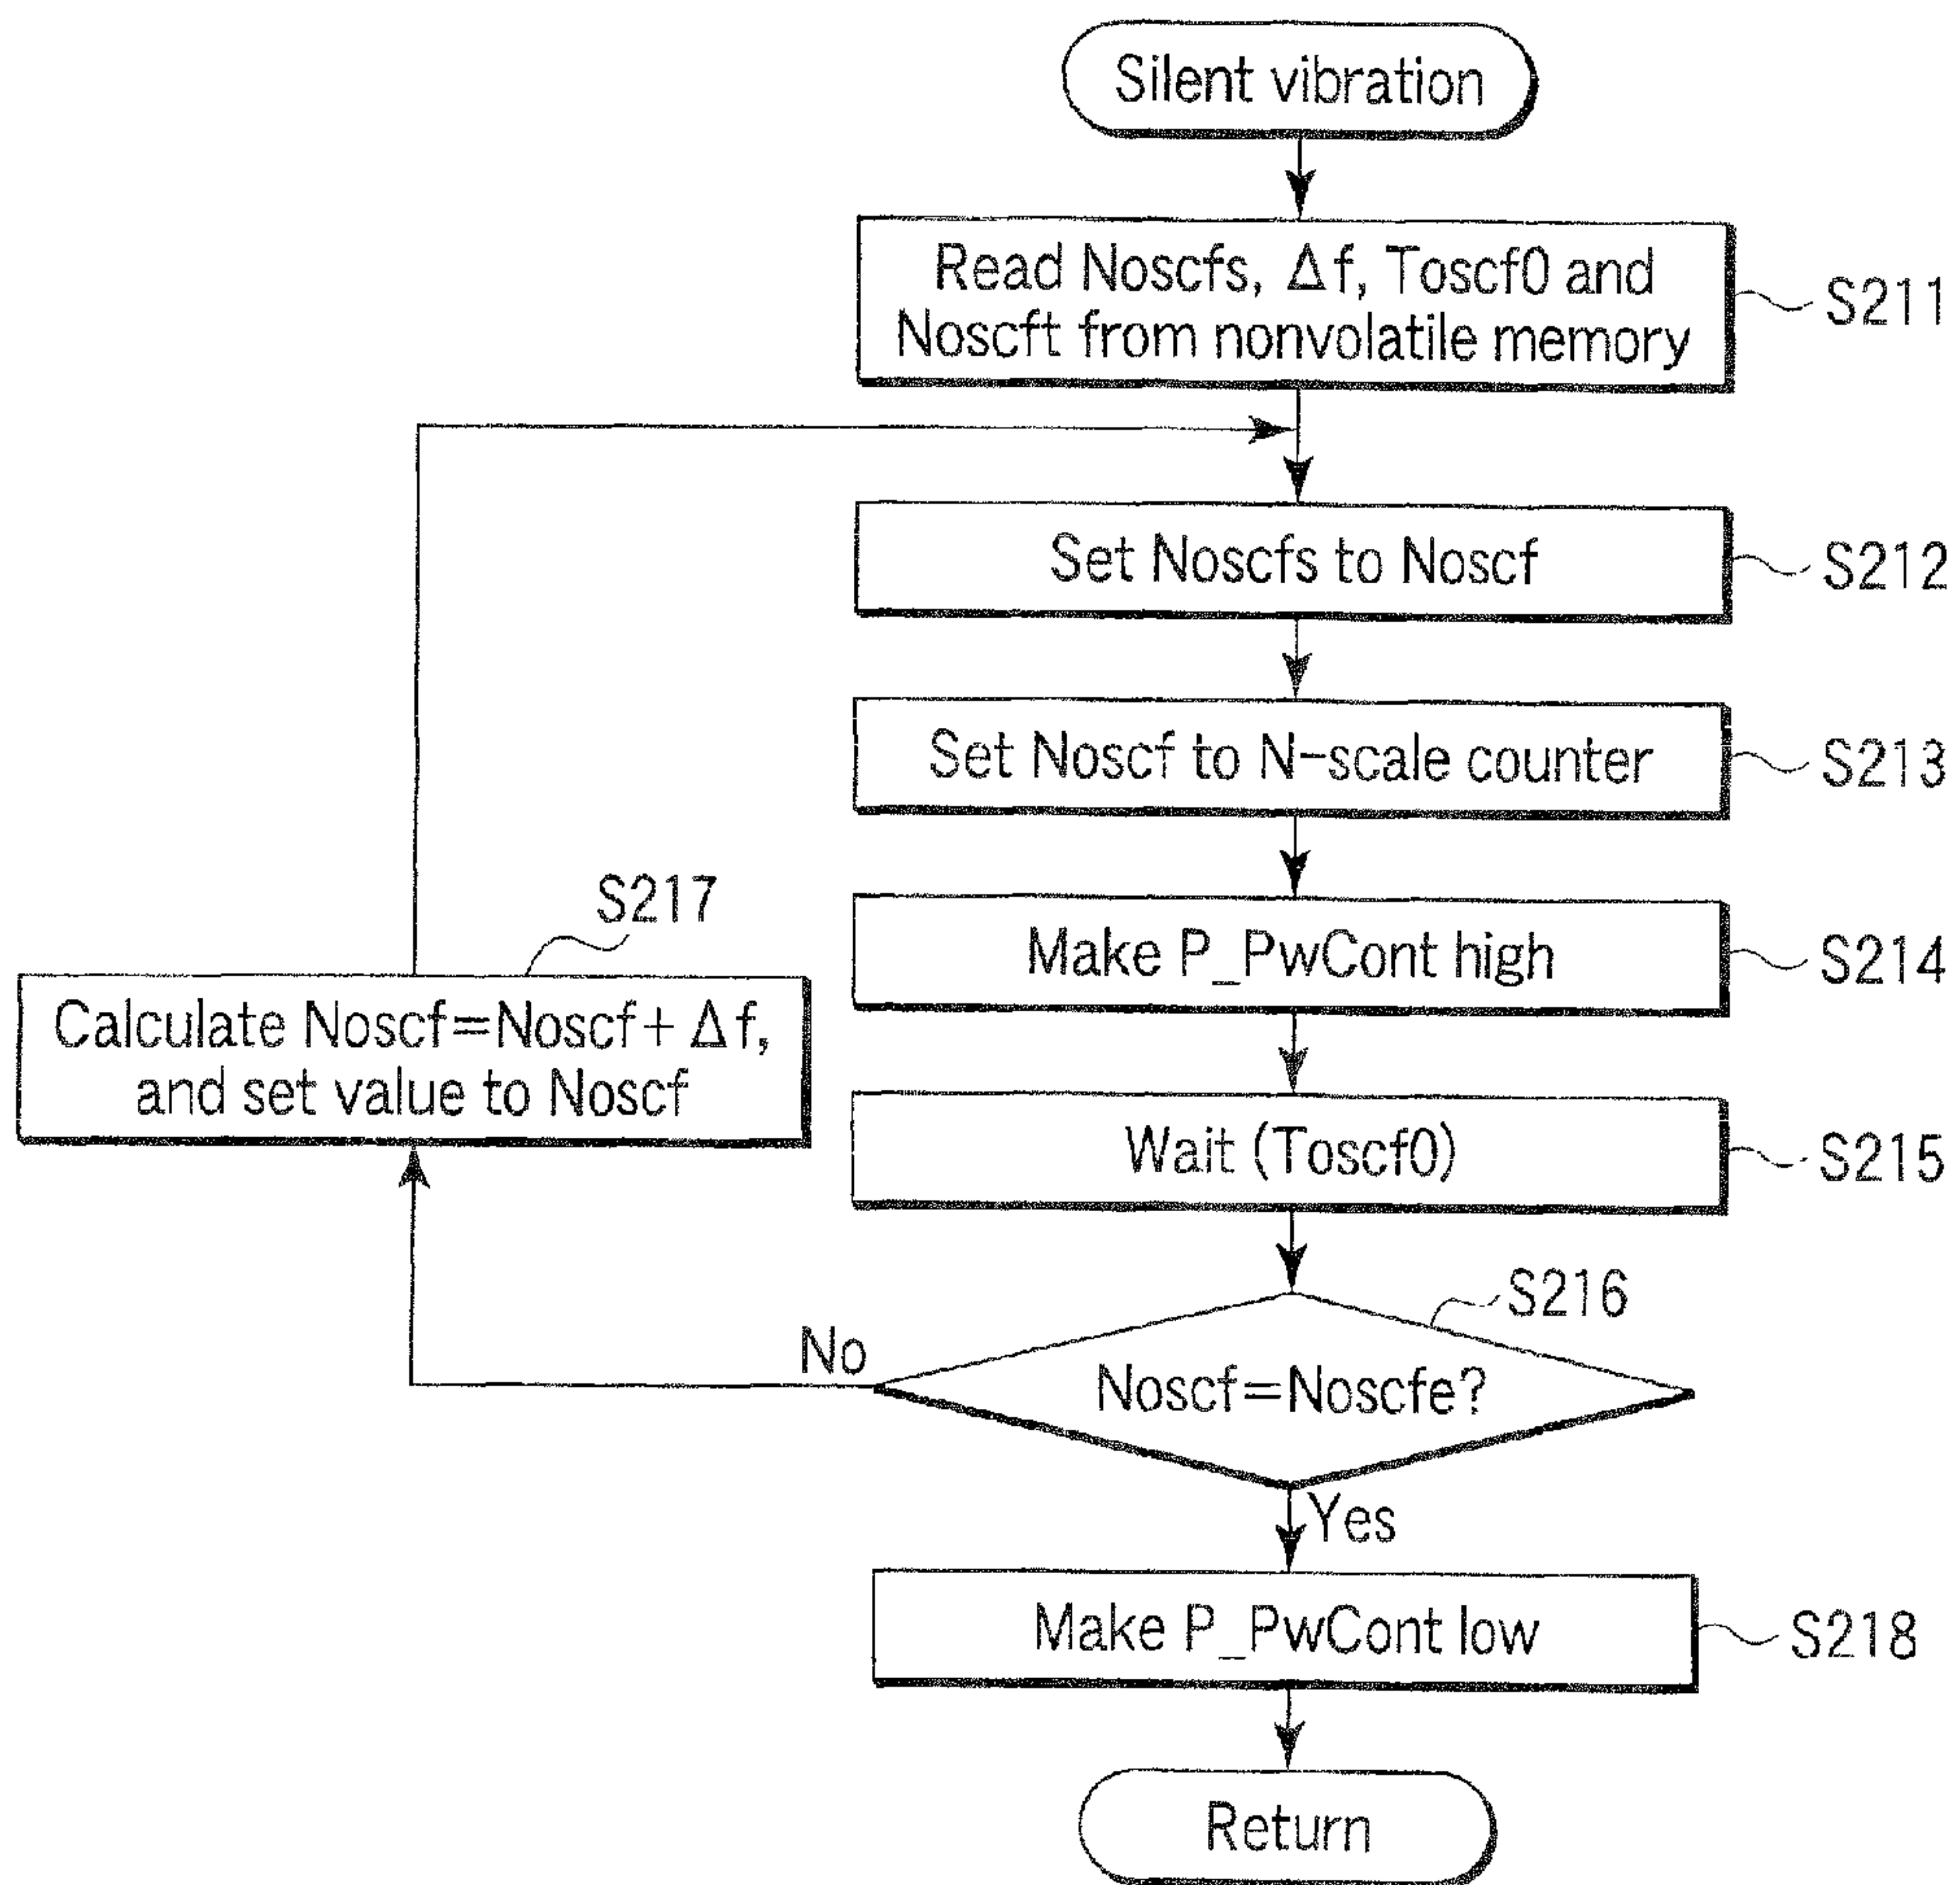 Silent vibration
Read Noscfs, Δf, Toscf0 and
Noscft from nonvolatile memory
S211
Set Noscfs to Noscf
S212
Set Noscf to N-scale counter
S213
Make P_PwCont high
S214
S217
Calculate Noscf=Noscf+ Δf,
and set value to Noscf
Wait (Toscf0)
S215
S216
No
Noscf=Noscfe?
Yes
Make P_PwCont low
S218
Return